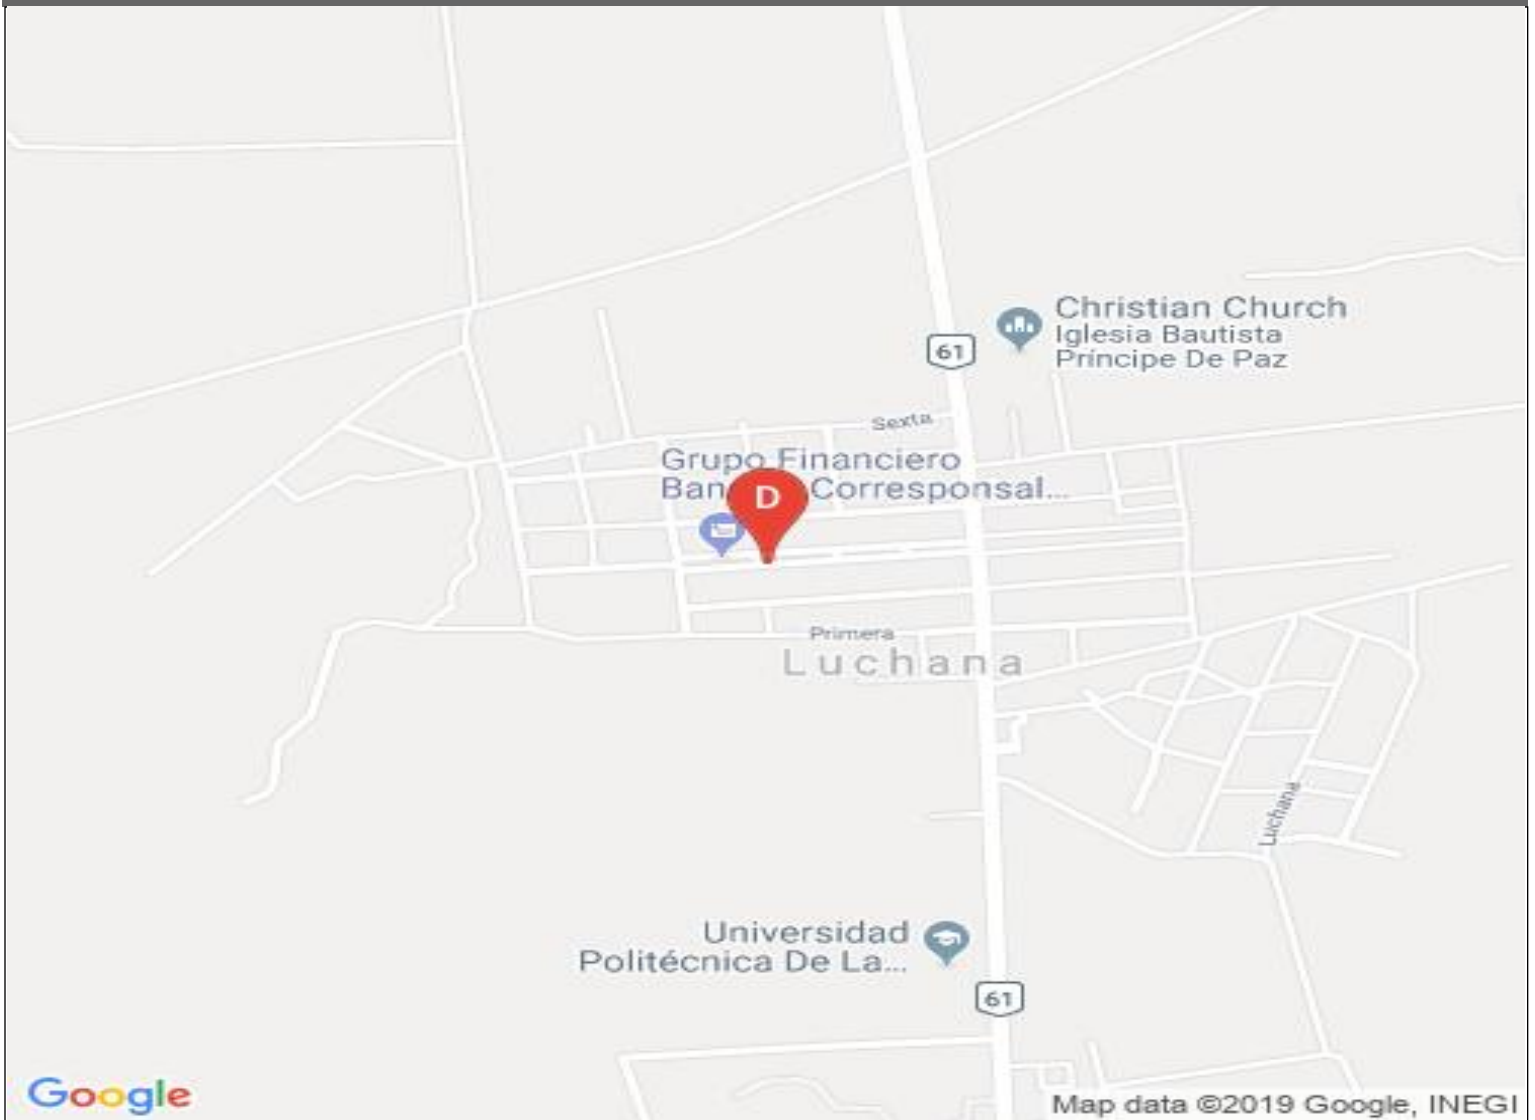 Christian Church
Iglesia Bautista
Príncipe De Paz
61
Sexta
Grupo Financiero
Corresponsal...
D
Primera
Luchana
Luchana
Universidad
Politécnica De La...
61
Google
Map data ©2019 Google, INEGI